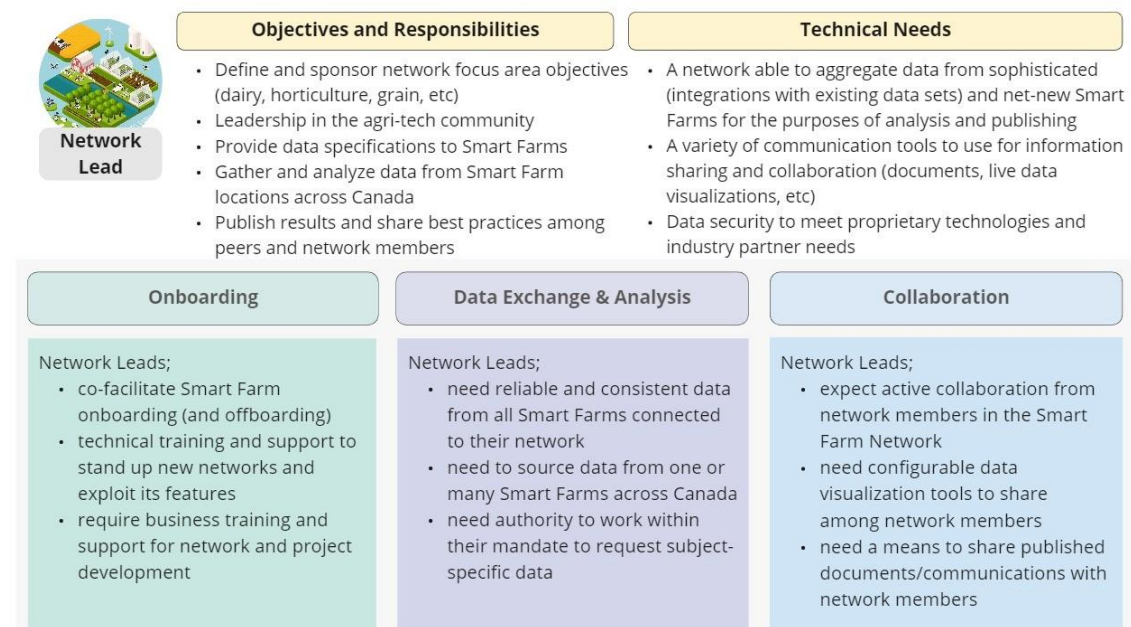 Network
Lead
Objectives and Responsibilities
• Define and sponsor network focus area objectives
(dairy, horticulture, grain, etc)
• Leadership in the agri-tech community
• Provide data specifications to Smart Farms
• Gather and analyze data from Smart Farm
locations across Canada
• Publish results and share best practices among
peers and network members
Technical Needs
• A network able to aggregate data from sophisticated
(integrations with existing data sets) and net-new Smart
Farms for the purposes of analysis and publishing
• A variety of communication tools to use for information
sharing and collaboration (documents, live data
visualizations, etc)
• Data security to meet proprietary technologies and
industry partner needs
Onboarding
Network Leads;
• co-facilitate Smart Farm
onboarding (and offboarding)
• technical training and support to
stand up new networks and
exploit its features
• require business training and
support for network and project
development
Data Exchange & Analysis
Network Leads;
• need reliable and consistent data
from all Smart Farms connected
to their network
• need to source data from one or
many Smart Farms across Canada
• need authority to work within
their mandate to request subject-
specific data
Collaboration
Network Leads;
• expect active collaboration from
network members in the Smart
Farm Network
• need configurable data
visualization tools to share
among network members
• need a means to share published
documents/communications with
network members